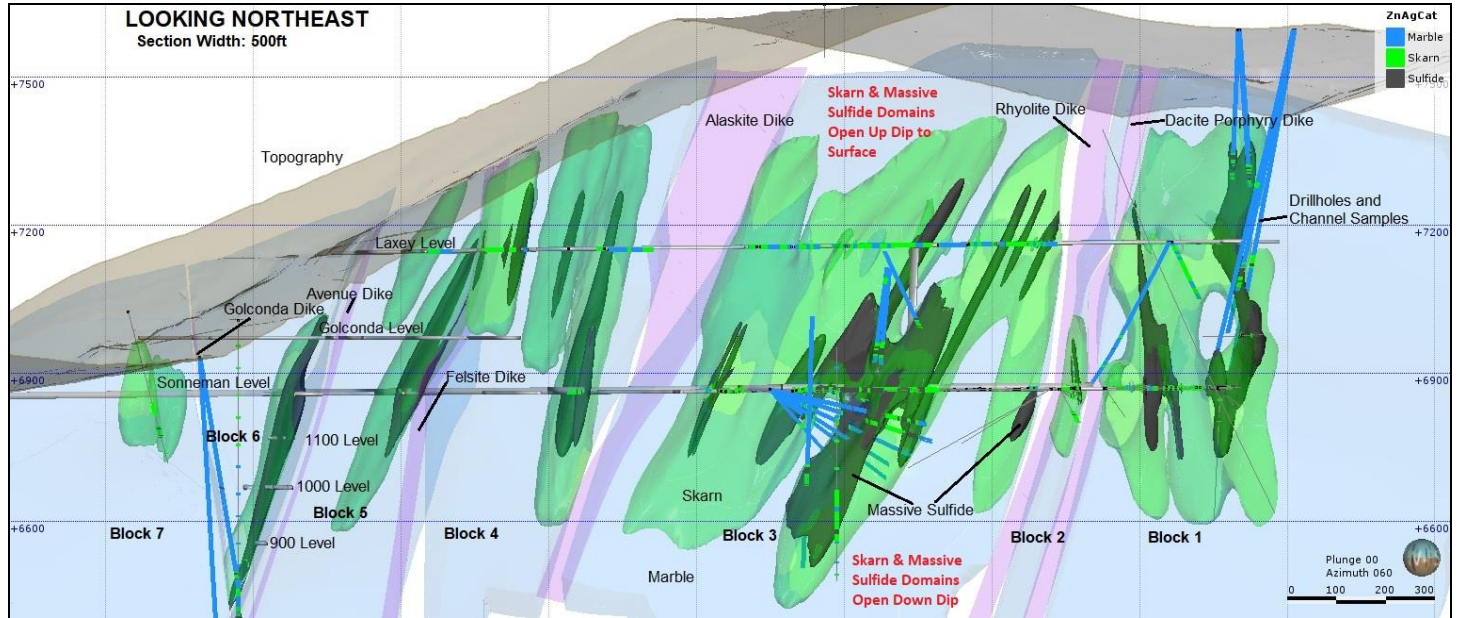 LOOKING NORTHEAST
Section Width: 500ft
ZnAgCat
Marble
Skarn
Sulfide
+7500
+7500
Skarn & Massive
Sulfide Domains
Open Up Dip to
Surface
Alaskite Dike
Rhyolite Dike
Dacite Porphyry Dike
Topography
Drillholes and
Channel Samples
+7200
+7200
Laxey Level
Avenue Dike
Golconda Dike
Golconda Level
+6900
+6900
Sonneman Level
Felsite Dike
Block 6
1100 Level
1000 Level
Block 5
Skarn
Massive Sulfide
+6600
+6600
900 Level
Block 7
Block 4
Block 3
Block 2
Block 1
Marble
Skarn & Massive
Sulfide Domains
Open Down Dip
Plunge 00
Azimuth 060
0 100 200 300